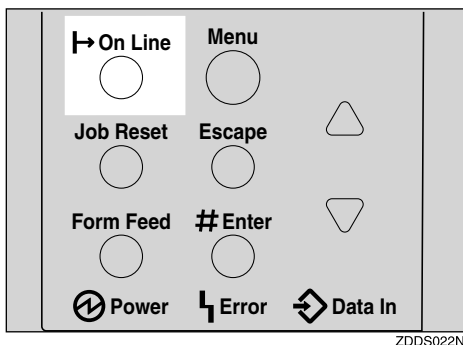 On Line Menu
Job Reset Escape
Form Feed # Enter
Power Error Data In
ZDDS022N